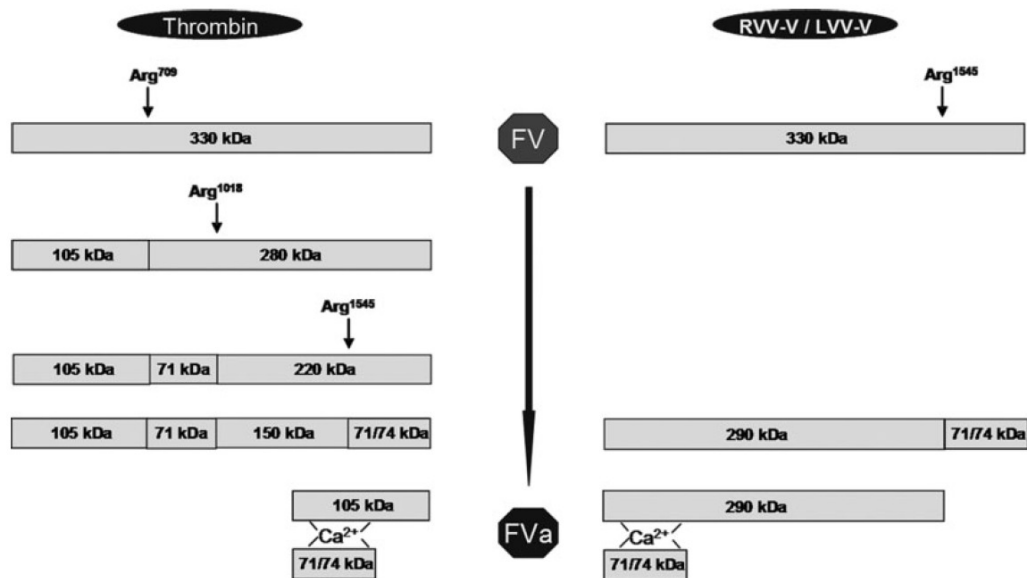 Thrombin
RVV-V / LVV-V
Arg709
Arg1545
330 kDa
FV
330 kDa
Arg1018
105 kDa 280 kDa
Arg1545
105 kDa 71 kDa 220 kDa
105 kDa 71 kDa 150 kDa 71/74 kDa
290 kDa 71/74 kDa
105 kDa
290 kDa
Ca2+
FVa
Ca2+
71/74 kDa
71/74 kDa